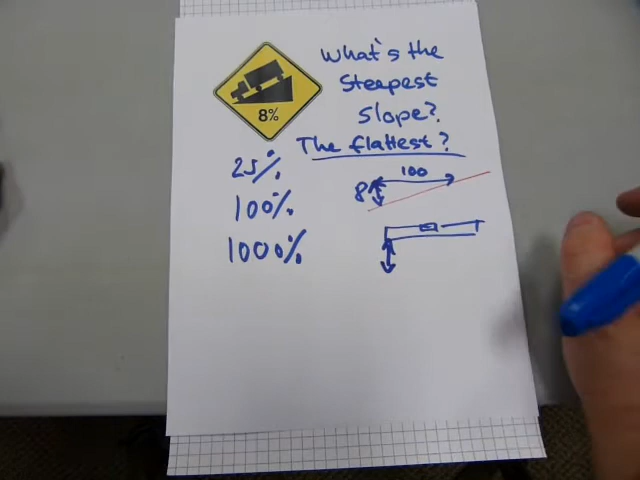 What's the
Steepest
Slope?
The flattest?
8%
25%
100%
1000%
100
8